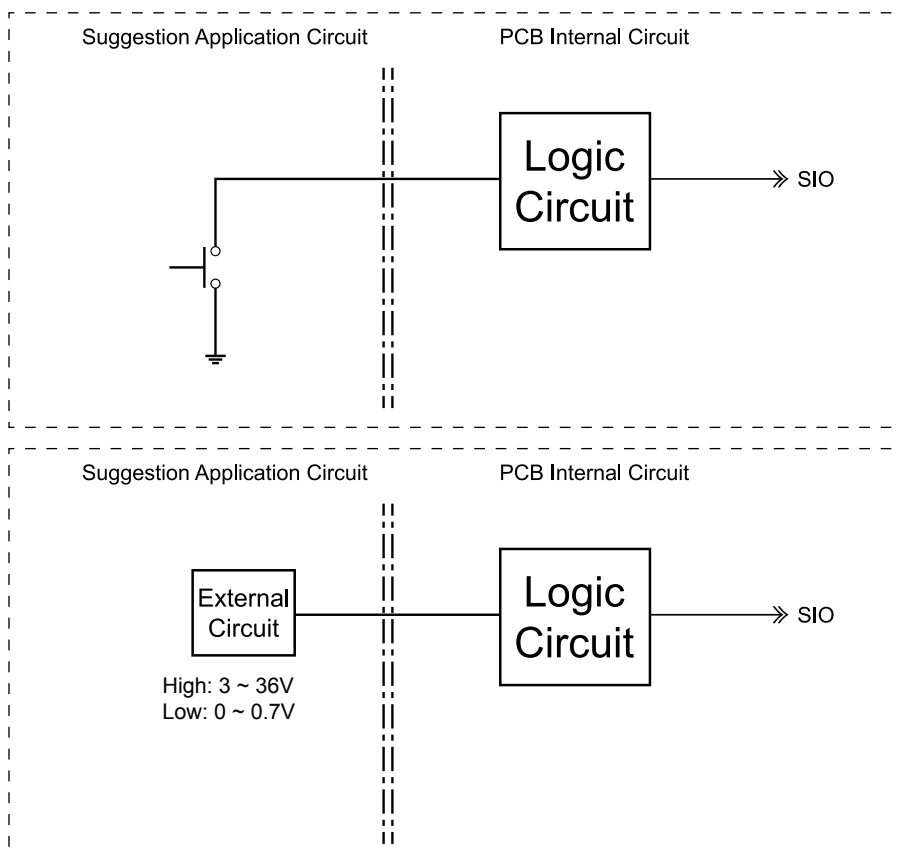 Suggestion Application Circuit
PCB Internal Circuit
Logic
Circuit
SIO
Suggestion Application Circuit
PCB Internal Circuit
External
Circuit
Logic
Circuit
SIO
High: 3 ~ 36V
Low: 0 ~ 0.7V